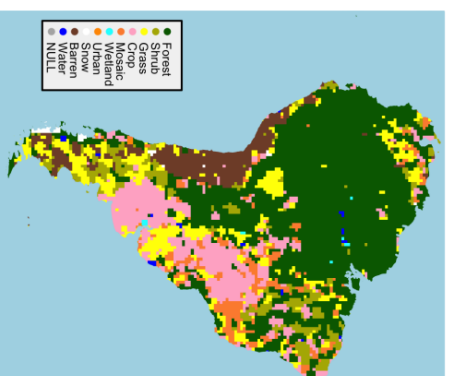 Forest
Shrub
Grass
Crop
Mosaic
Wetland
Urban
Snow
Barren
Water
NULL